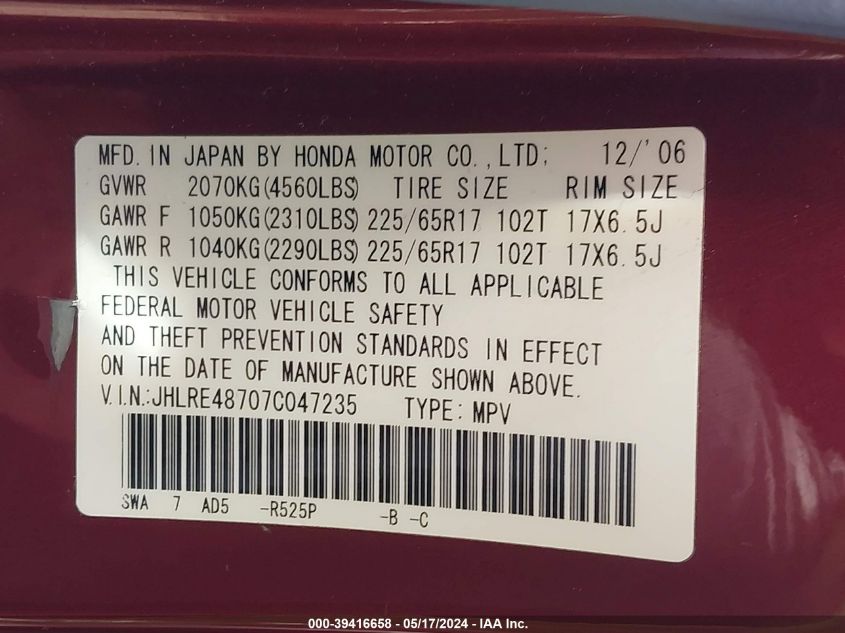 MFD. IN JAPAN BY HONDA MOTOR CO.,LTD; 12/'06
GVWR 2070KG(4560LBS) TIRE SIZE RIM SIZE
GAWR F 1050KG(2310LBS) 225/65R17 102T 17X6.5J
GAWR R 1040KG(2290LBS) 225/65R17 102T 17X6.5J
THIS VEHICLE CONFORMS TO ALL APPLICABLE
FEDERAL MOTOR VEHICLE SAFETY
AND THEFT PREVENTION STANDARDS IN EFFECT
ON THE DATE OF MANUFACTURE SHOWN ABOVE.
V.I.N.:JHLRE48707C047235 TYPE: MPV
SWA 7 AD5 -R525P -B -C
000-39416658 - 05/17/2024 - IAA Inc.